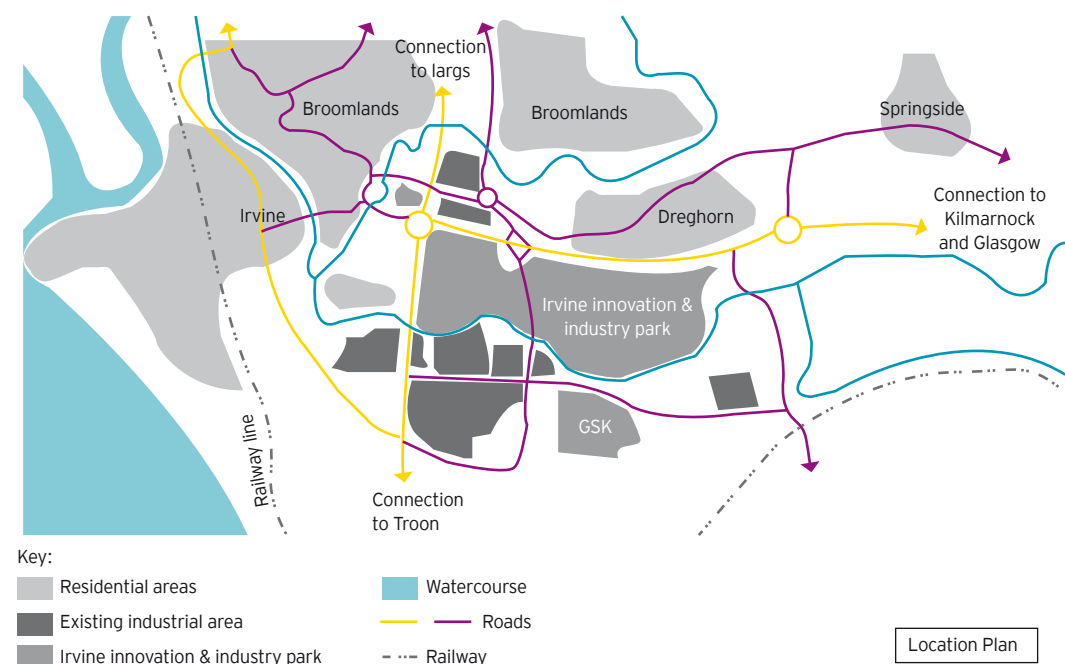 Connection
to largs
Broomlands
Broomlands
Springside
Irvine
Dreghorn
Connection to
Kilmarnock
and Glasgow
Irvine innovation &
industry park
GSK
Railway line
Connection
to Troon
Key:
Residential areas
Watercourse
Existing industrial area
Roads
Irvine innovation & industry park
Railway
Location Plan